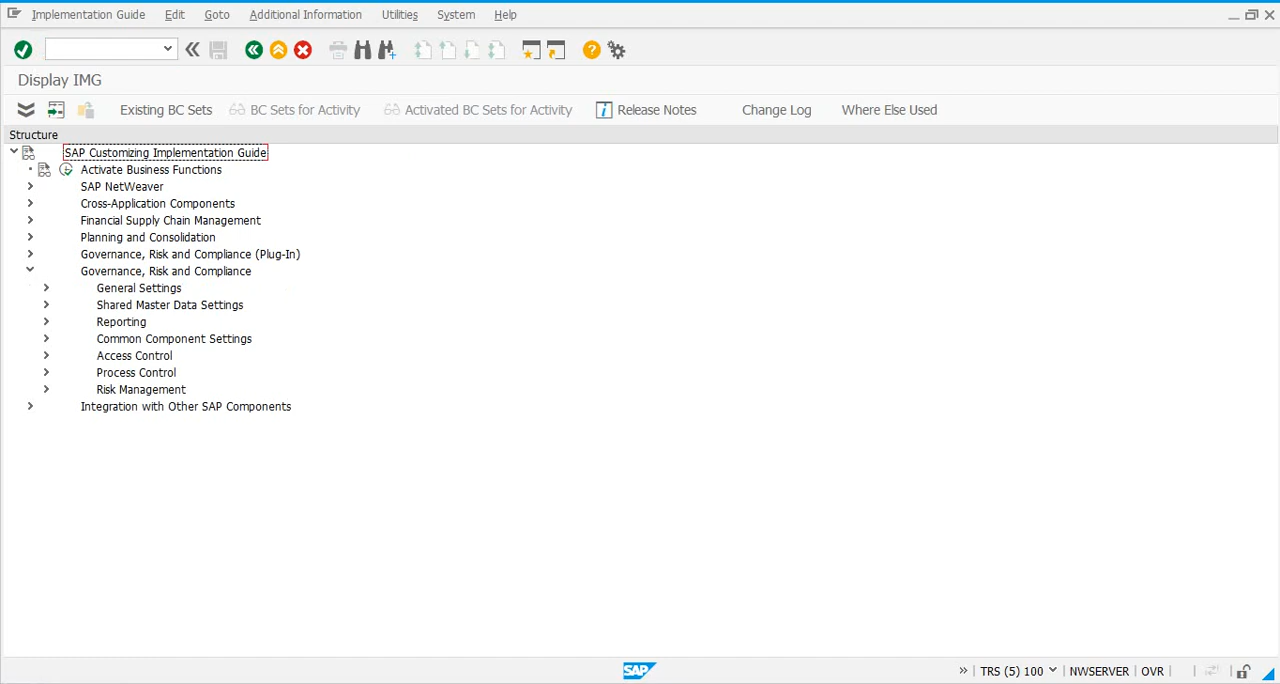 Implementation Guide Edit Goto Additional Information Utilities System Help
Display IMG
Existing BC Sets BC Sets for Activity Activated BC Sets for Activity Release Notes Change Log Where Else Used
Structure
SAP Customizing Implementation Guide
Activate Business Functions
SAP NetWeaver
Cross-Application Components
Financial Supply Chain Management
Planning and Consolidation
Governance, Risk and Compliance (Plug-In)
Governance, Risk and Compliance
General Settings
Shared Master Data Settings
Reporting
Common Component Settings
Access Control
Process Control
Risk Management
Integration with Other SAP Components
SAP TRS (5) 100 NWSERVER OVR